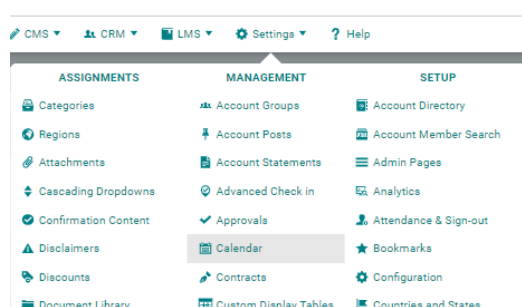 CMS CRM LMS Settings ? Help
ASSIGNMENTS MANAGEMENT SETUP
Categories Account Groups Account Directory
Regions Account Posts Account Member Search
Attachments Account Statements Admin Pages
Cascading Dropdowns Advanced Check in Analytics
Confirmation Content Approvals Attendance & Sign-out
Disclaimers Calendar Bookmarks
Discounts Contracts Configuration
Document Library Custom Display Tables Countries and States